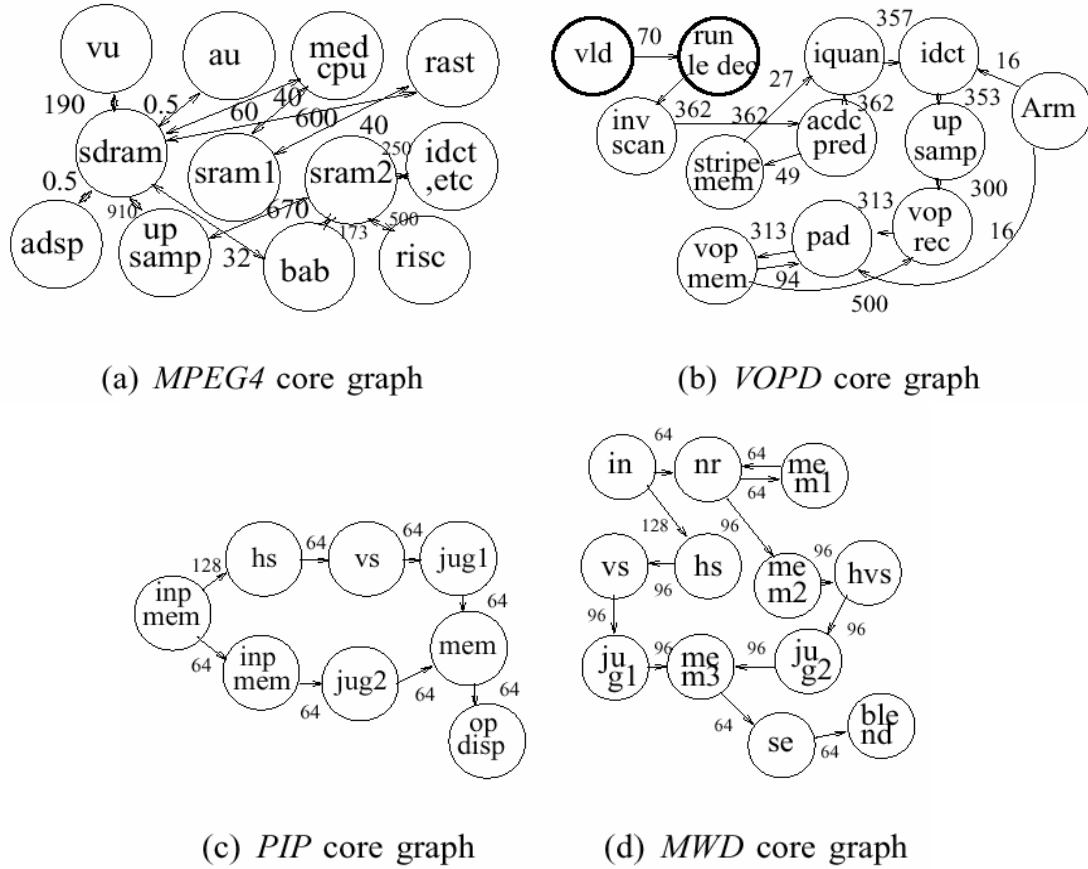 vu
au
med
cpu
rast
190
0.5
60
40
600
40
sdram
sram1
sram2
250
idct
,etc
0.5
910
670
500
173
adsp
up
samp
32
bab
risc
(a) MPEG4 core graph
vld
70
run
le dec
iquan
357
idct
16
Arm
27
inv
scan
362
362
acdc
pred
362
353
up
samp
stripe
mem
49
300
313
vop
rec
16
vop
mem
313
pad
94
500
(b) VOPD core graph
inp
mem
128
hs
64
vs
64
jug1
64
64
inp
mem
64
jug2
64
mem
64
op
disp
(c) PIP core graph
in
64
nr
64
64
me
m1
128
96
vs
96
hs
me
m2
96
hvs
96
96
ju
g1
96
me
m3
96
ju
g2
64
se
64
ble
nd
(d) MWD core graph